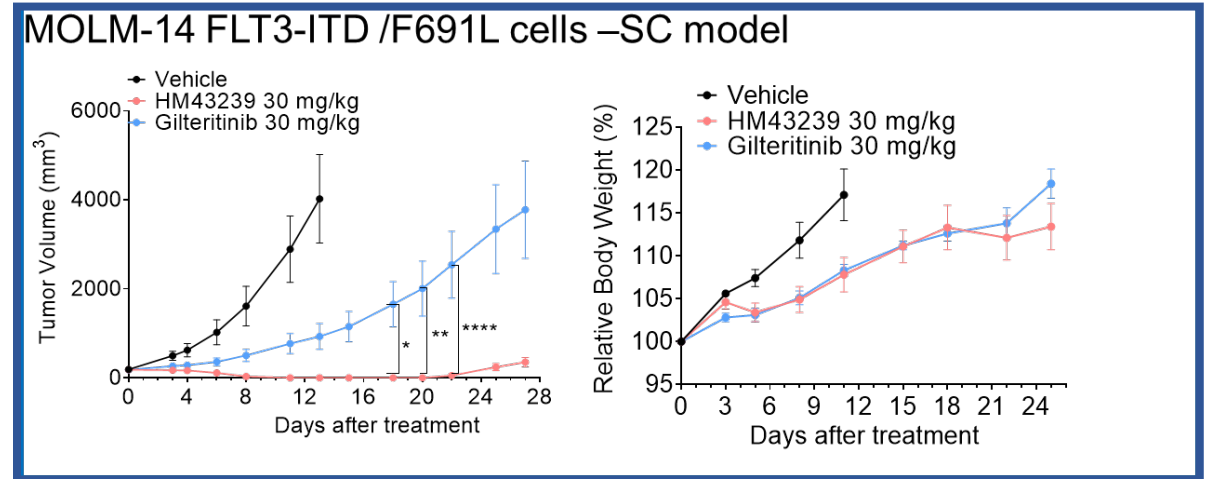 MOLM-14 FLT3-ITD /F691L cells –SC model
Vehicle
HM43239 30 mg/kg
Gilteritinib 30 mg/kg
6000
4000
2000
0
Tumor Volume (mm³)
*
**
****
0 4 8 12 16 20 24 28
Days after treatment
Vehicle
HM43239 30 mg/kg
Gilteritinib 30 mg/kg
125
120
115
110
105
100
95
Relative Body Weight (%)
0 3 6 9 12 15 18 21 24
Days after treatment